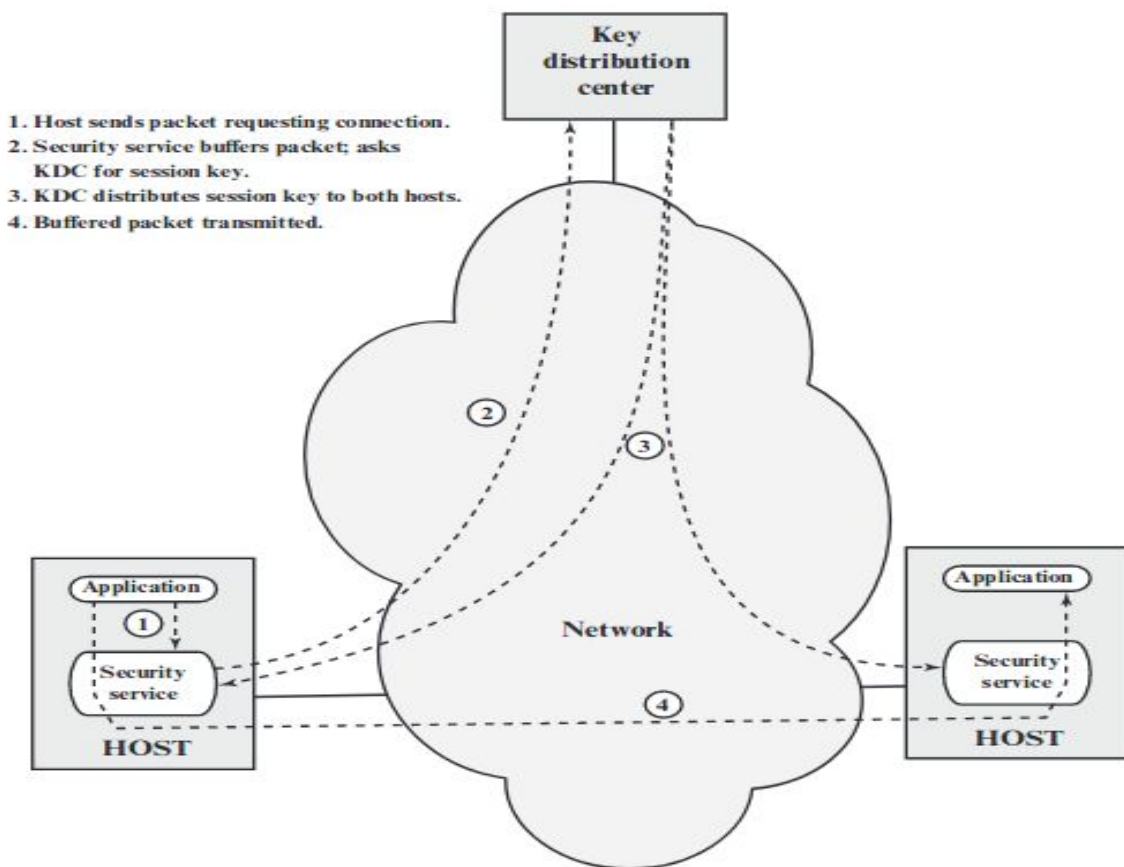 Key
distribution
center
1. Host sends packet requesting connection.
2. Security service buffers packet; asks
KDC for session key.
3. KDC distributes session key to both hosts.
4. Buffered packet transmitted.
2
3
Application
1
Security
service
HOST
Network
4
Application
Security
service
HOST